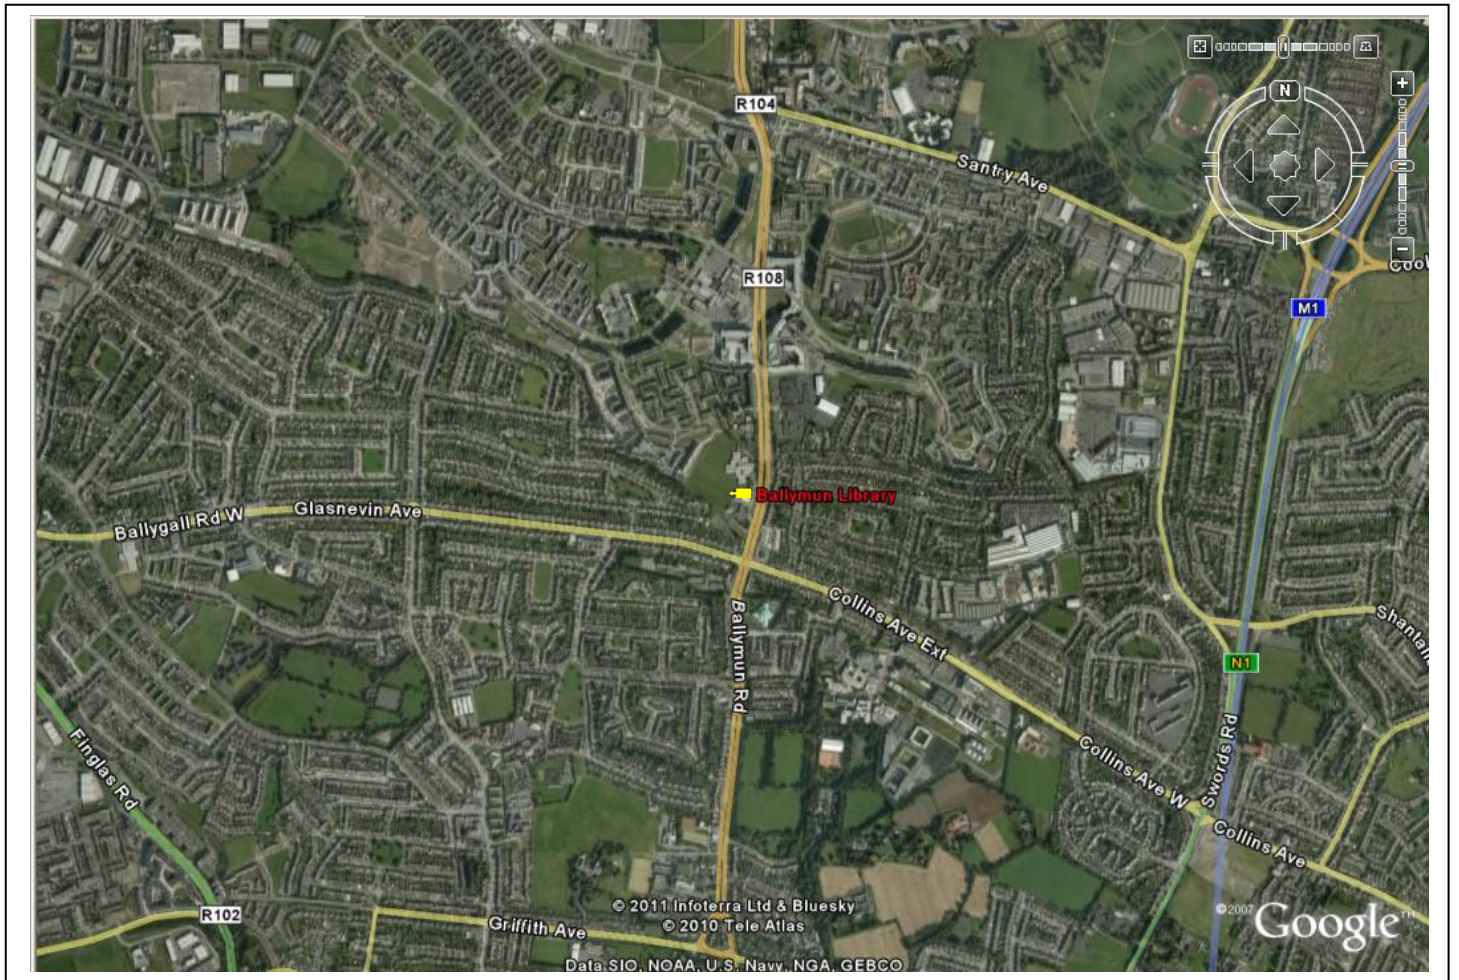 R104
Santry Ave
N
R108
M1
Ballymun Library
Ballygall Rd W
Glasnevin Ave
Collins Ave Ext
Ballymun Rd
N1
Finglas Rd
Swords Rd
Collins Ave W
Collins Ave
R102
Griffith Ave
© 2011 Infoterra Ltd & Bluesky
© 2010 Tele Atlas
Data SIO, NOAA, U.S. Navy, NGA, GEBCO
©2007 Google™